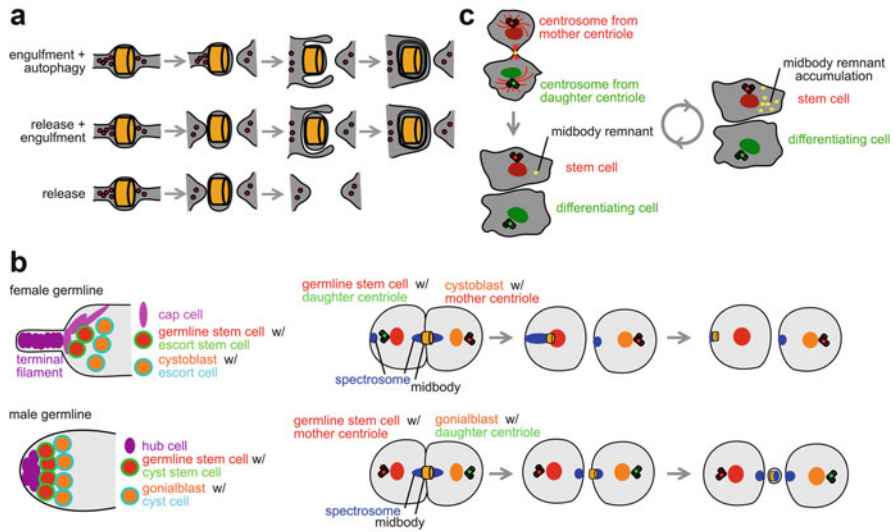 a
engulfment +
autophagy
release +
engulfment
release
c
centrosome from
mother centriole
centrosome from
daughter centriole
midbody remnant
stem cell
differentiating cell
midbody remnant
accumulation
stem cell
differentiating cell
b
female germline
cap cell
germline stem cell w/
escort stem cell
cystoblast w/
escort cell
terminal
filament
germline stem cell w/
daughter centriole
cystoblast w/
mother centriole
spectrosome
midbody
male germline
hub cell
germline stem cell w/
cyst stem cell
gonialblast w/
cyst cell
germline stem cell w/
mother centriole
gonialblast w/
daughter centriole
spectrosome
midbody